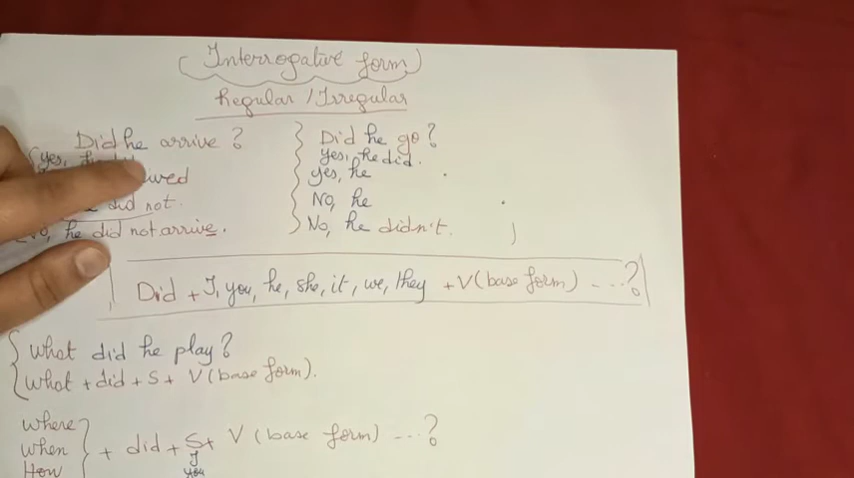 Interrogative form
Regular / Irregular
Did he arrive ?
yes,
did not.
he did not arrive.
Did he go ?
yes, he did.
yes, he
No, he
No, he didn't.
Did + I, you, he, she, it, we, they + V (base form) ...?
what did he play?
what + did + S + V (base form).
where
when
How
+ did + S + V (base form) ...?
I
you